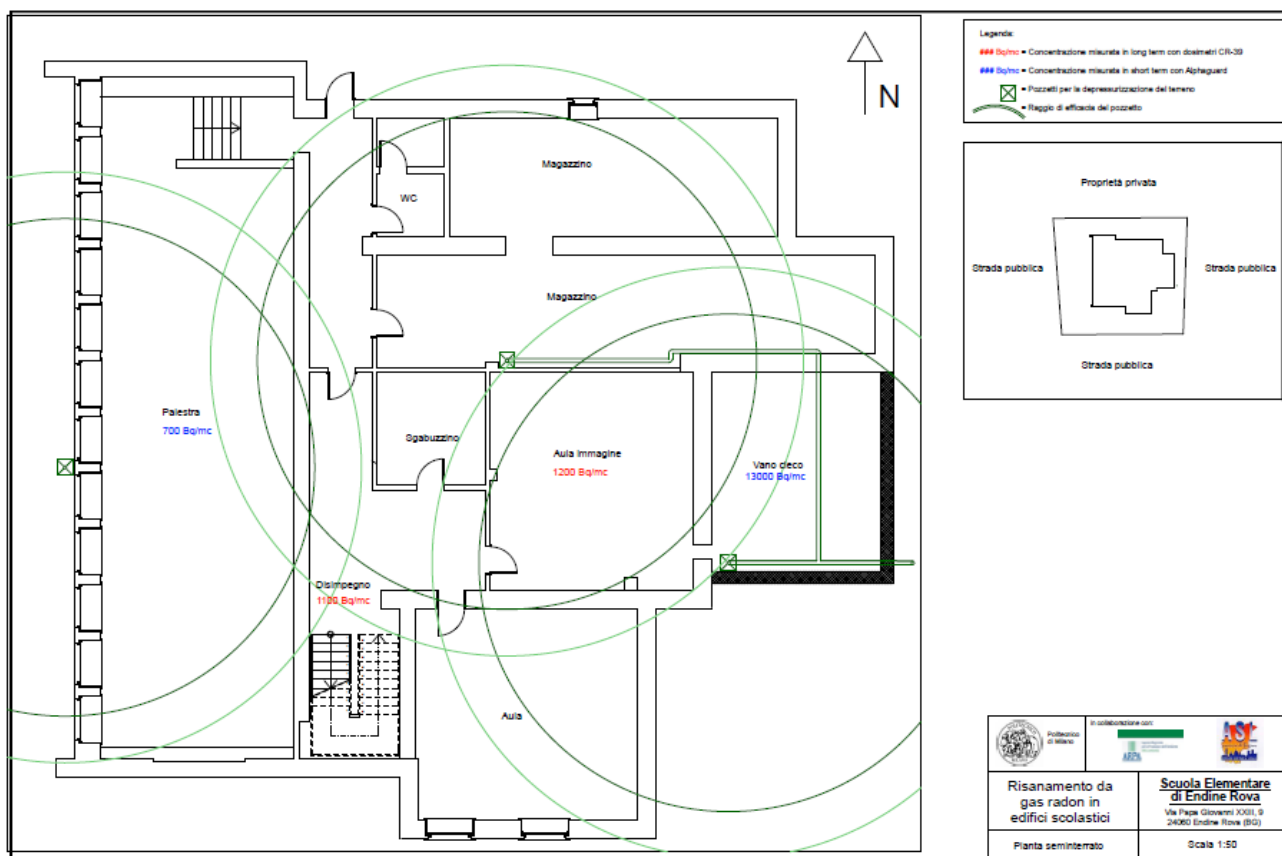 Legenda:
### Bq/mc = Concentrazione misurata in long term con dosimetri CR-39
### Bq/mc = Concentrazione misurata in short term con Alphaguard
= Pozzetti per la depressurizzazione del terreno
= Raggio di efficacia del pozzetto
N
Magazzino
WC
Magazzino
Palestra
700 Bq/mc
Sgabuzzino
Aula immagine
1200 Bq/mc
Vano cieco
13000 Bq/mc
Disimpegno
1100 Bq/mc
Aula
Proprietà privata
Strada pubblica
Strada pubblica
Strada pubblica
Politecnico
di Milano
in collaborazione con:
ARPA
ASL
Risanamento da
gas radon in
edifici scolastici
Scuola Elementare
di Endine Rova
Via Papa Giovanni XXIII, 9
24060 Endine Rova (BG)
Pianta seminterrato
Scala 1:50